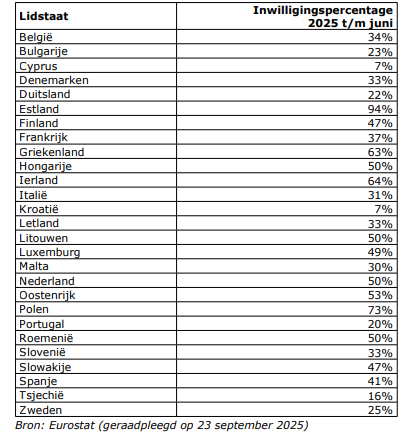 Lidstaat Inwilligingspercentage
2025 t/m juni
België 34%
Bulgarije 23%
Cyprus 7%
Denemarken 33%
Duitsland 22%
Estland 94%
Finland 47%
Frankrijk 37%
Griekenland 63%
Hongarije 50%
Ierland 64%
Italië 31%
Kroatië 7%
Letland 33%
Litouwen 50%
Luxemburg 49%
Malta 30%
Nederland 50%
Oostenrijk 53%
Polen 73%
Portugal 20%
Roemenië 50%
Slovenië 33%
Slowakije 47%
Spanje 41%
Tsjechië 16%
Zweden 25%
Bron: Eurostat (geraadpleegd op 23 september 2025)